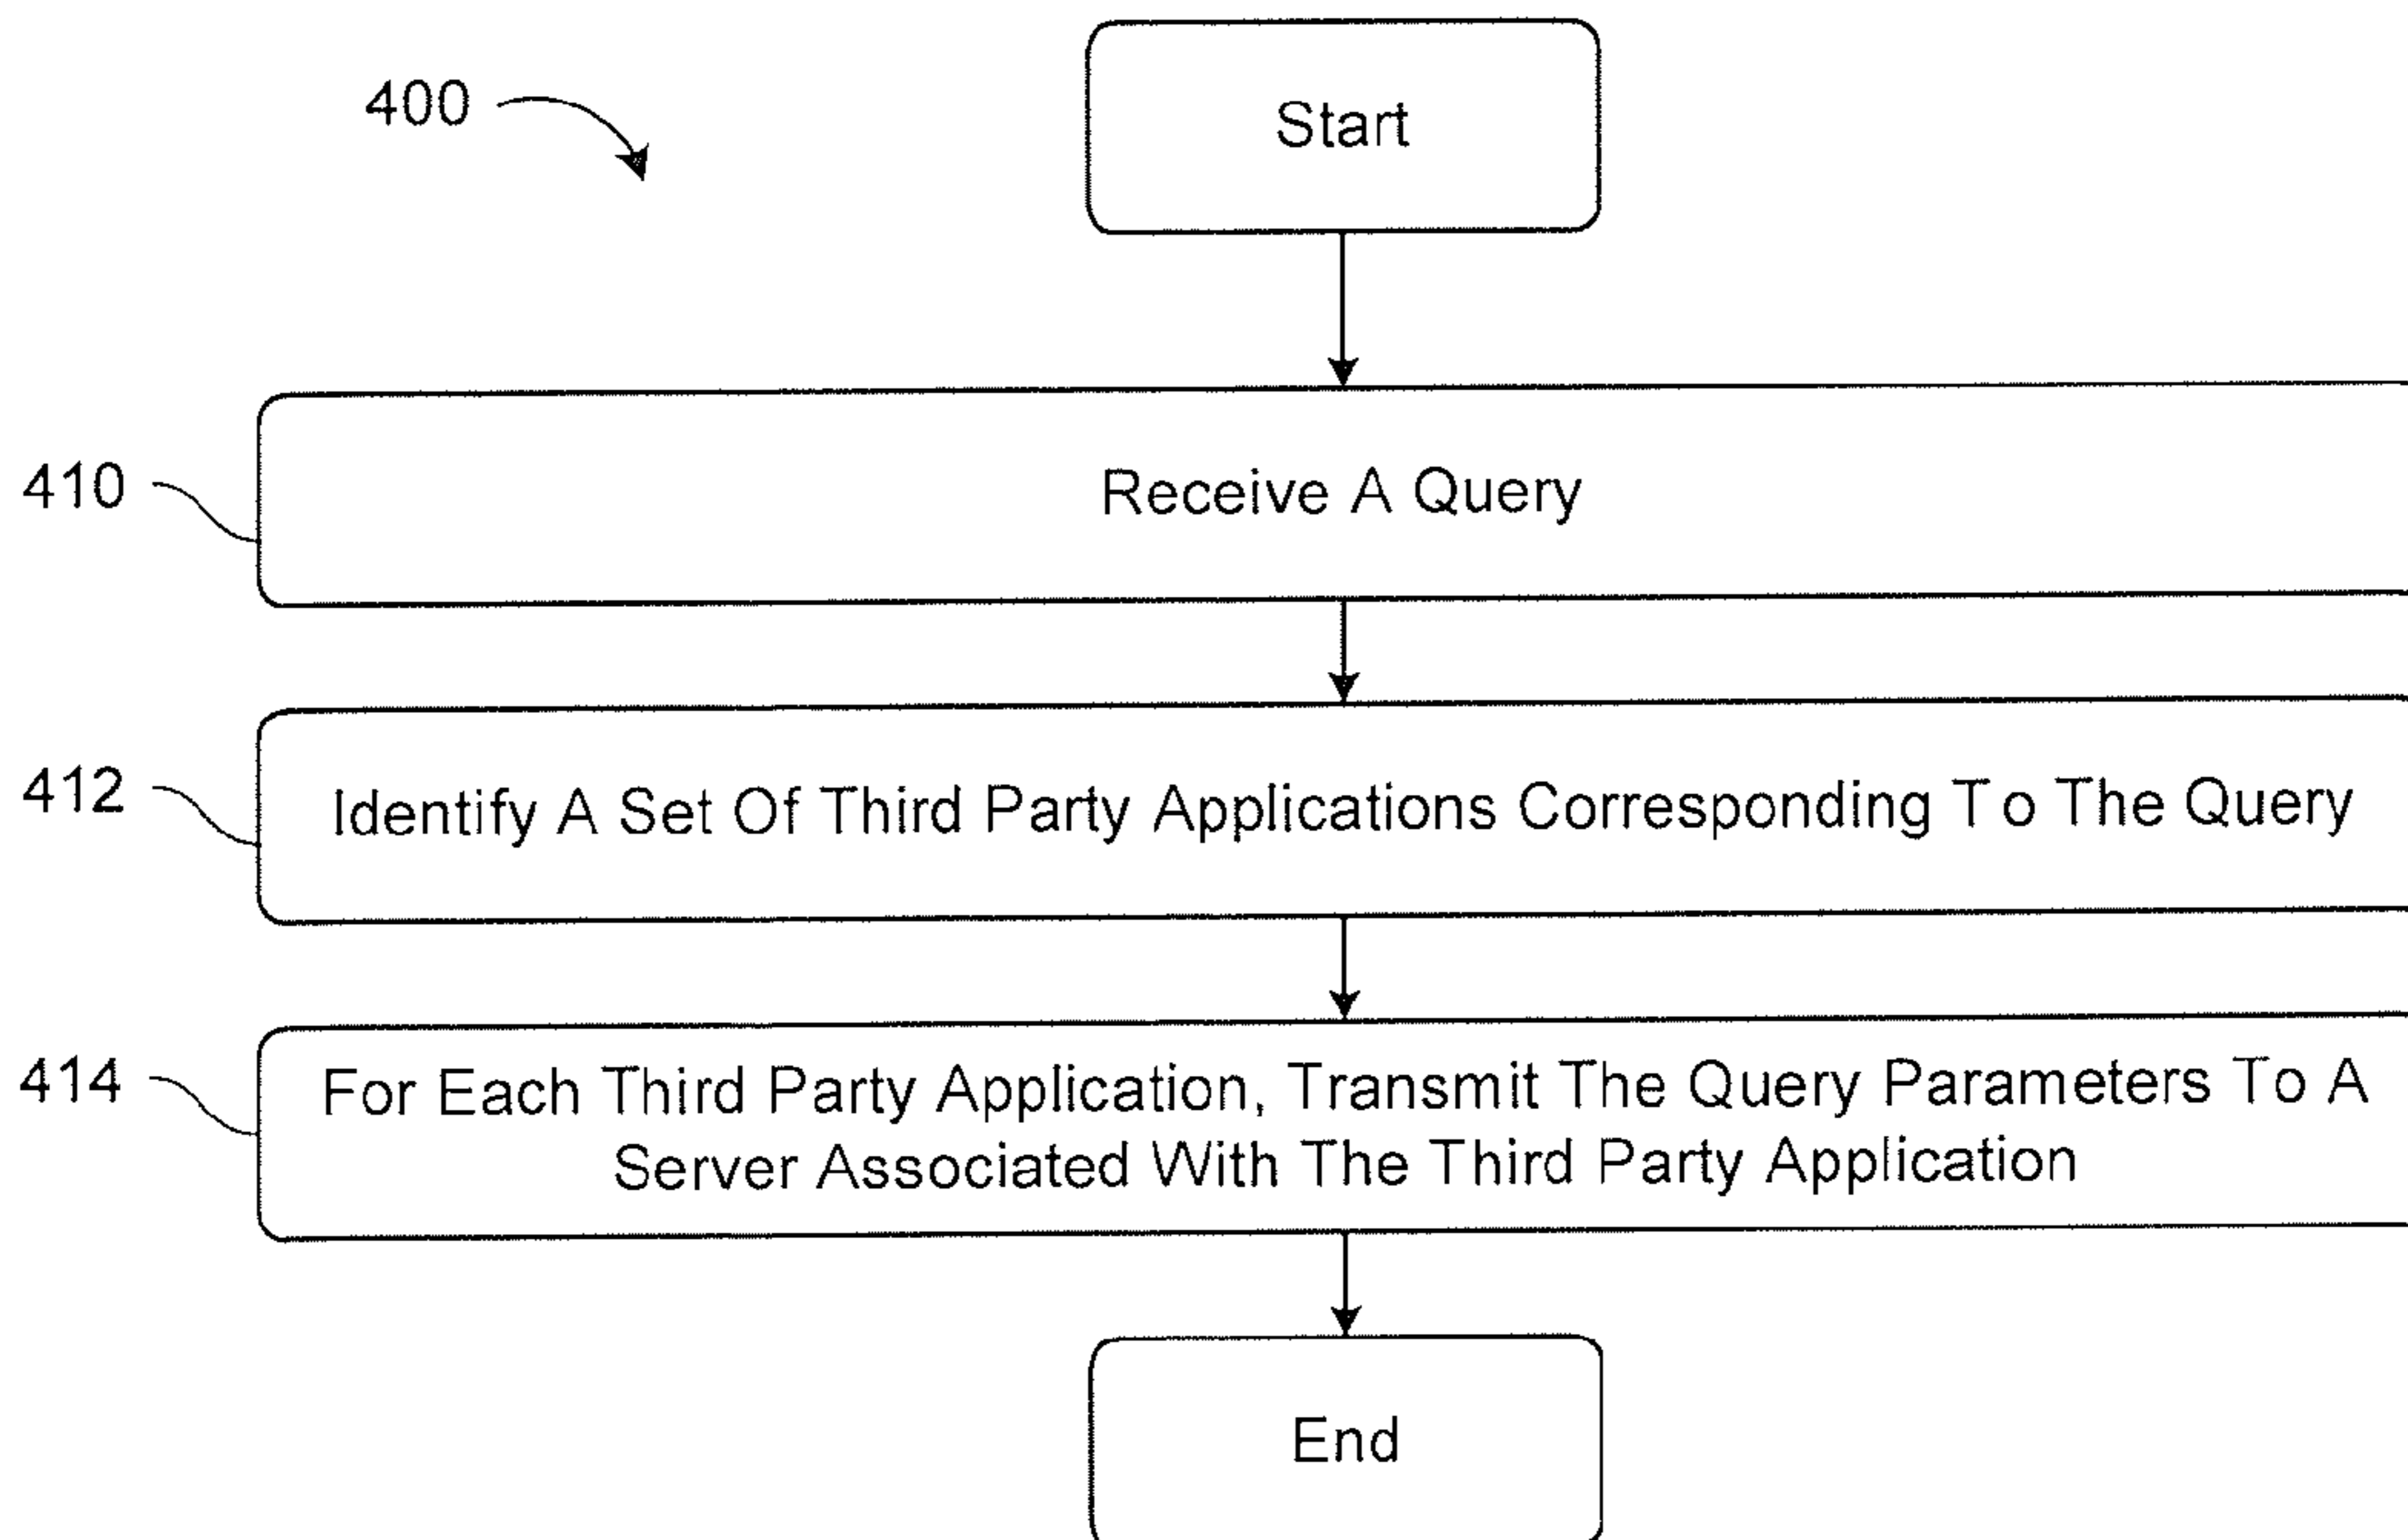 400
Start
410
Receive A Query
412
Identify A Set Of Third Party Applications Corresponding To The Query
414
For Each Third Party Application, Transmit The Query Parameters To A
Server Associated With The Third Party Application
End